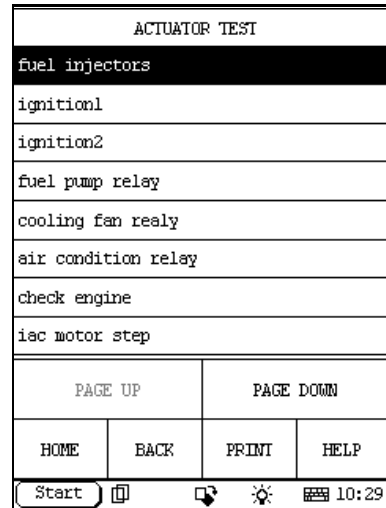 ACTUATOR TEST
fuel injectors
ignition1
ignition2
fuel pump relay
cooling fan realy
air condition relay
check engine
iac motor step
PAGE UP PAGE DOWN
HOME BACK PRINT HELP
Start 10:29